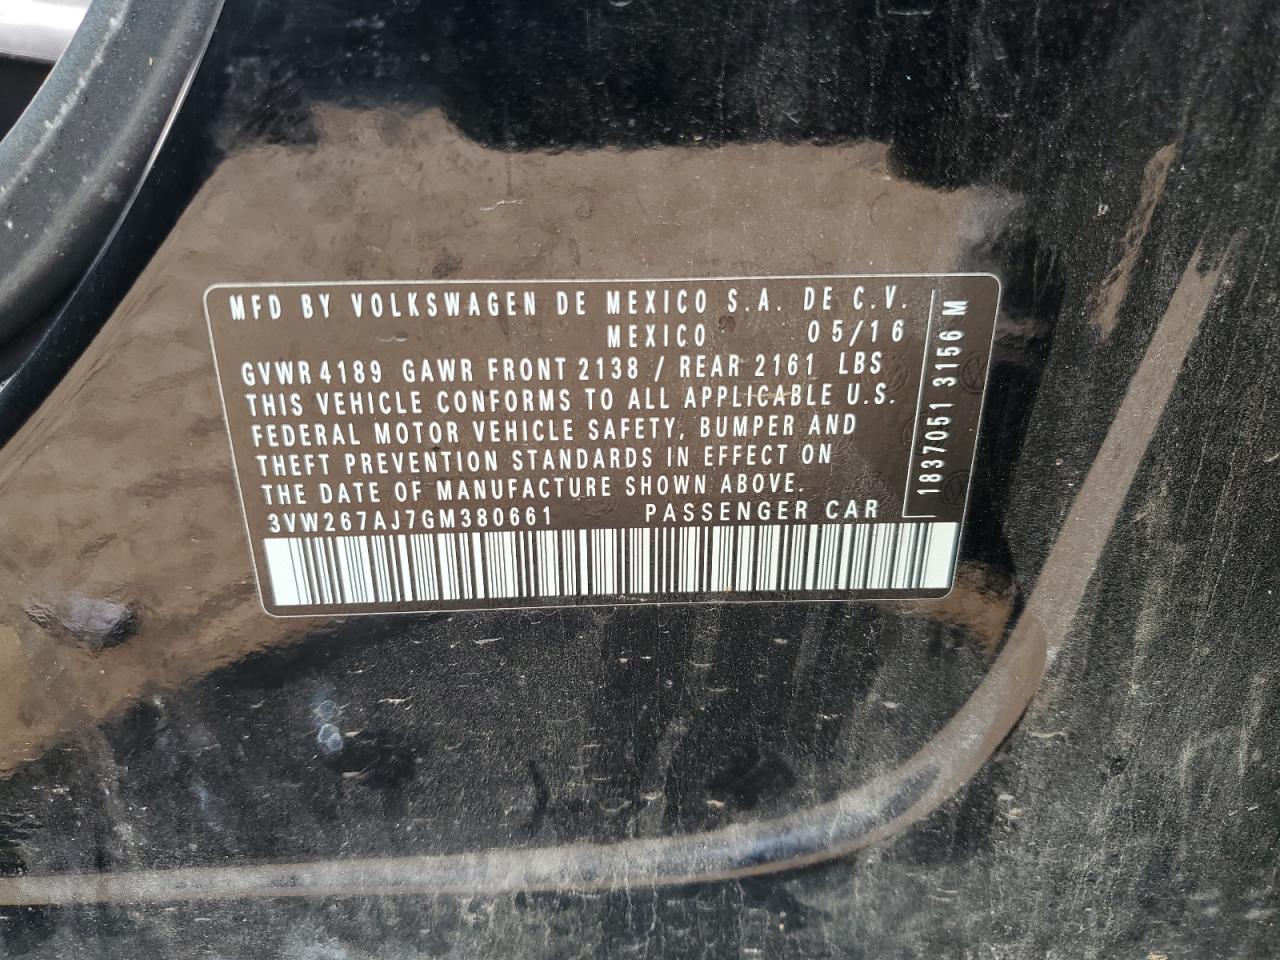 MFD BY VOLKSWAGEN DE MEXICO S.A. DE C.V.
MEXICO 05/16
GVWR 4189 GAWR FRONT 2138 / REAR 2161 LBS
THIS VEHICLE CONFORMS TO ALL APPLICABLE U.S.
FEDERAL MOTOR VEHICLE SAFETY, BUMPER AND
THEFT PREVENTION STANDARDS IN EFFECT ON
THE DATE OF MANUFACTURE SHOWN ABOVE.
3VW267AJ7GM380661 PASSENGER CAR
1837051 3156 M